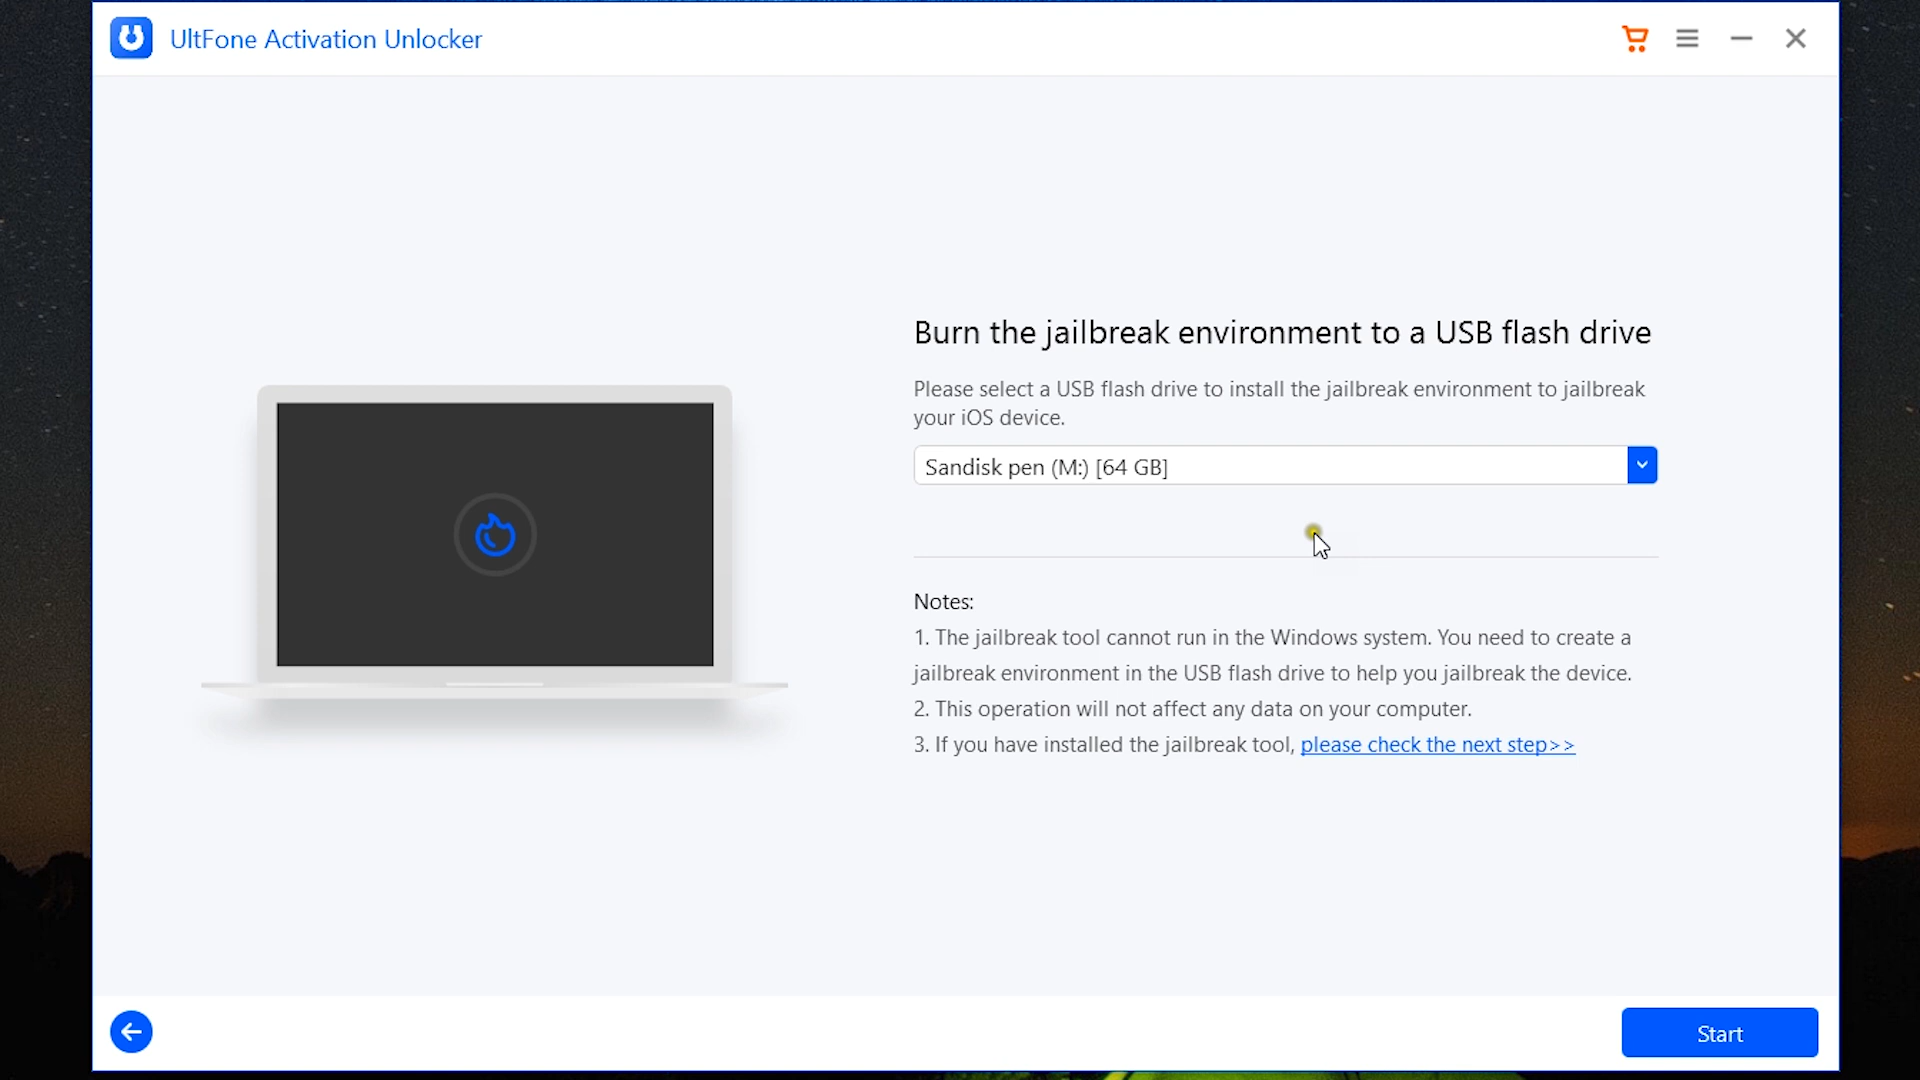 UltFone Activation Unlocker
Burn the jailbreak environment to a USB flash drive
Please select a USB flash drive to install the jailbreak environment to jailbreak
your iOS device.
Sandisk pen (M:) [64 GB]
Notes:
1. The jailbreak tool cannot run in the Windows system. You need to create a
jailbreak environment in the USB flash drive to help you jailbreak the device.
2. This operation will not affect any data on your computer.
3. If you have installed the jailbreak tool, please check the next step>>
Start